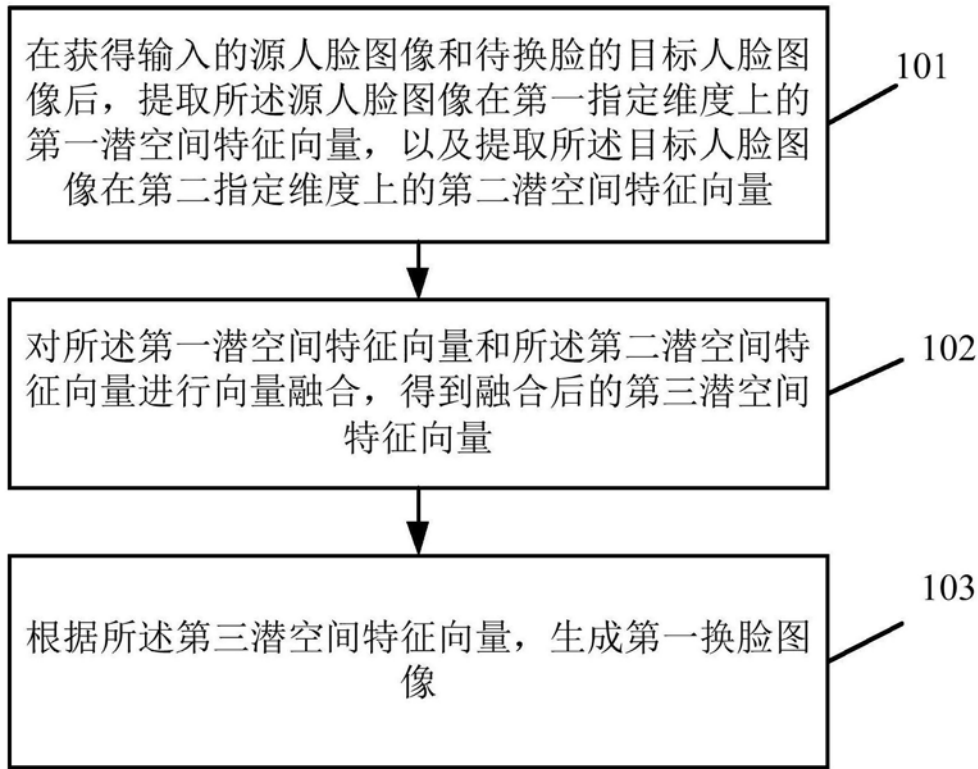 在获得输入的源人脸图像和待换脸的目标人脸图
像后，提取所述源人脸图像在第一指定维度上的
第一潜空间特征向量，以及提取所述目标人脸图
像在第二指定维度上的第二潜空间特征向量
101
对所述第一潜空间特征向量和所述第二潜空间特
征向量进行向量融合，得到融合后的第三潜空间
特征向量
102
根据所述第三潜空间特征向量，生成第一换脸图
像
103